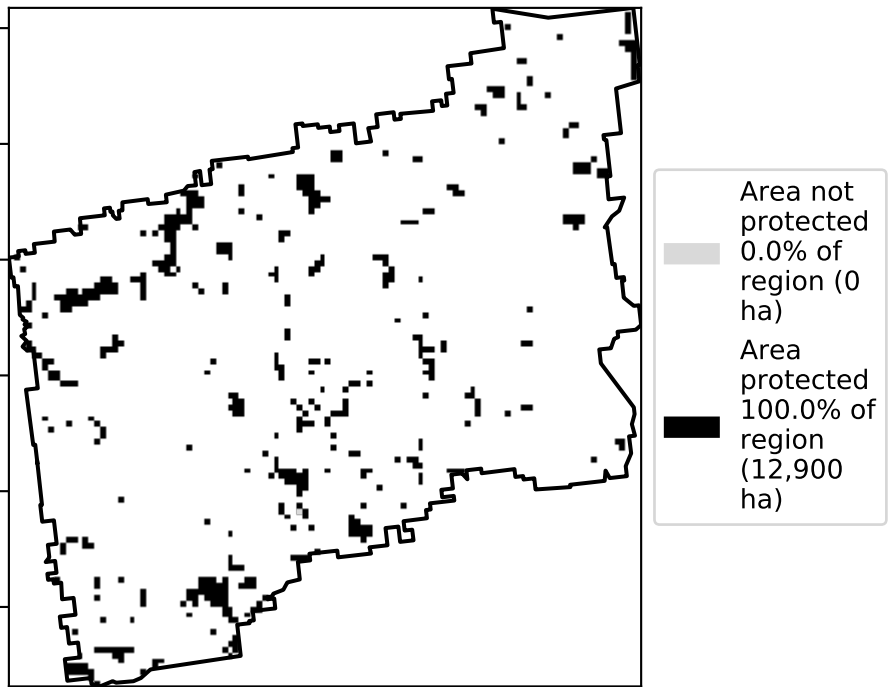 Area not
protected
0.0% of
region (0
ha)
Area
protected
100.0% of
region
(12,900
ha)